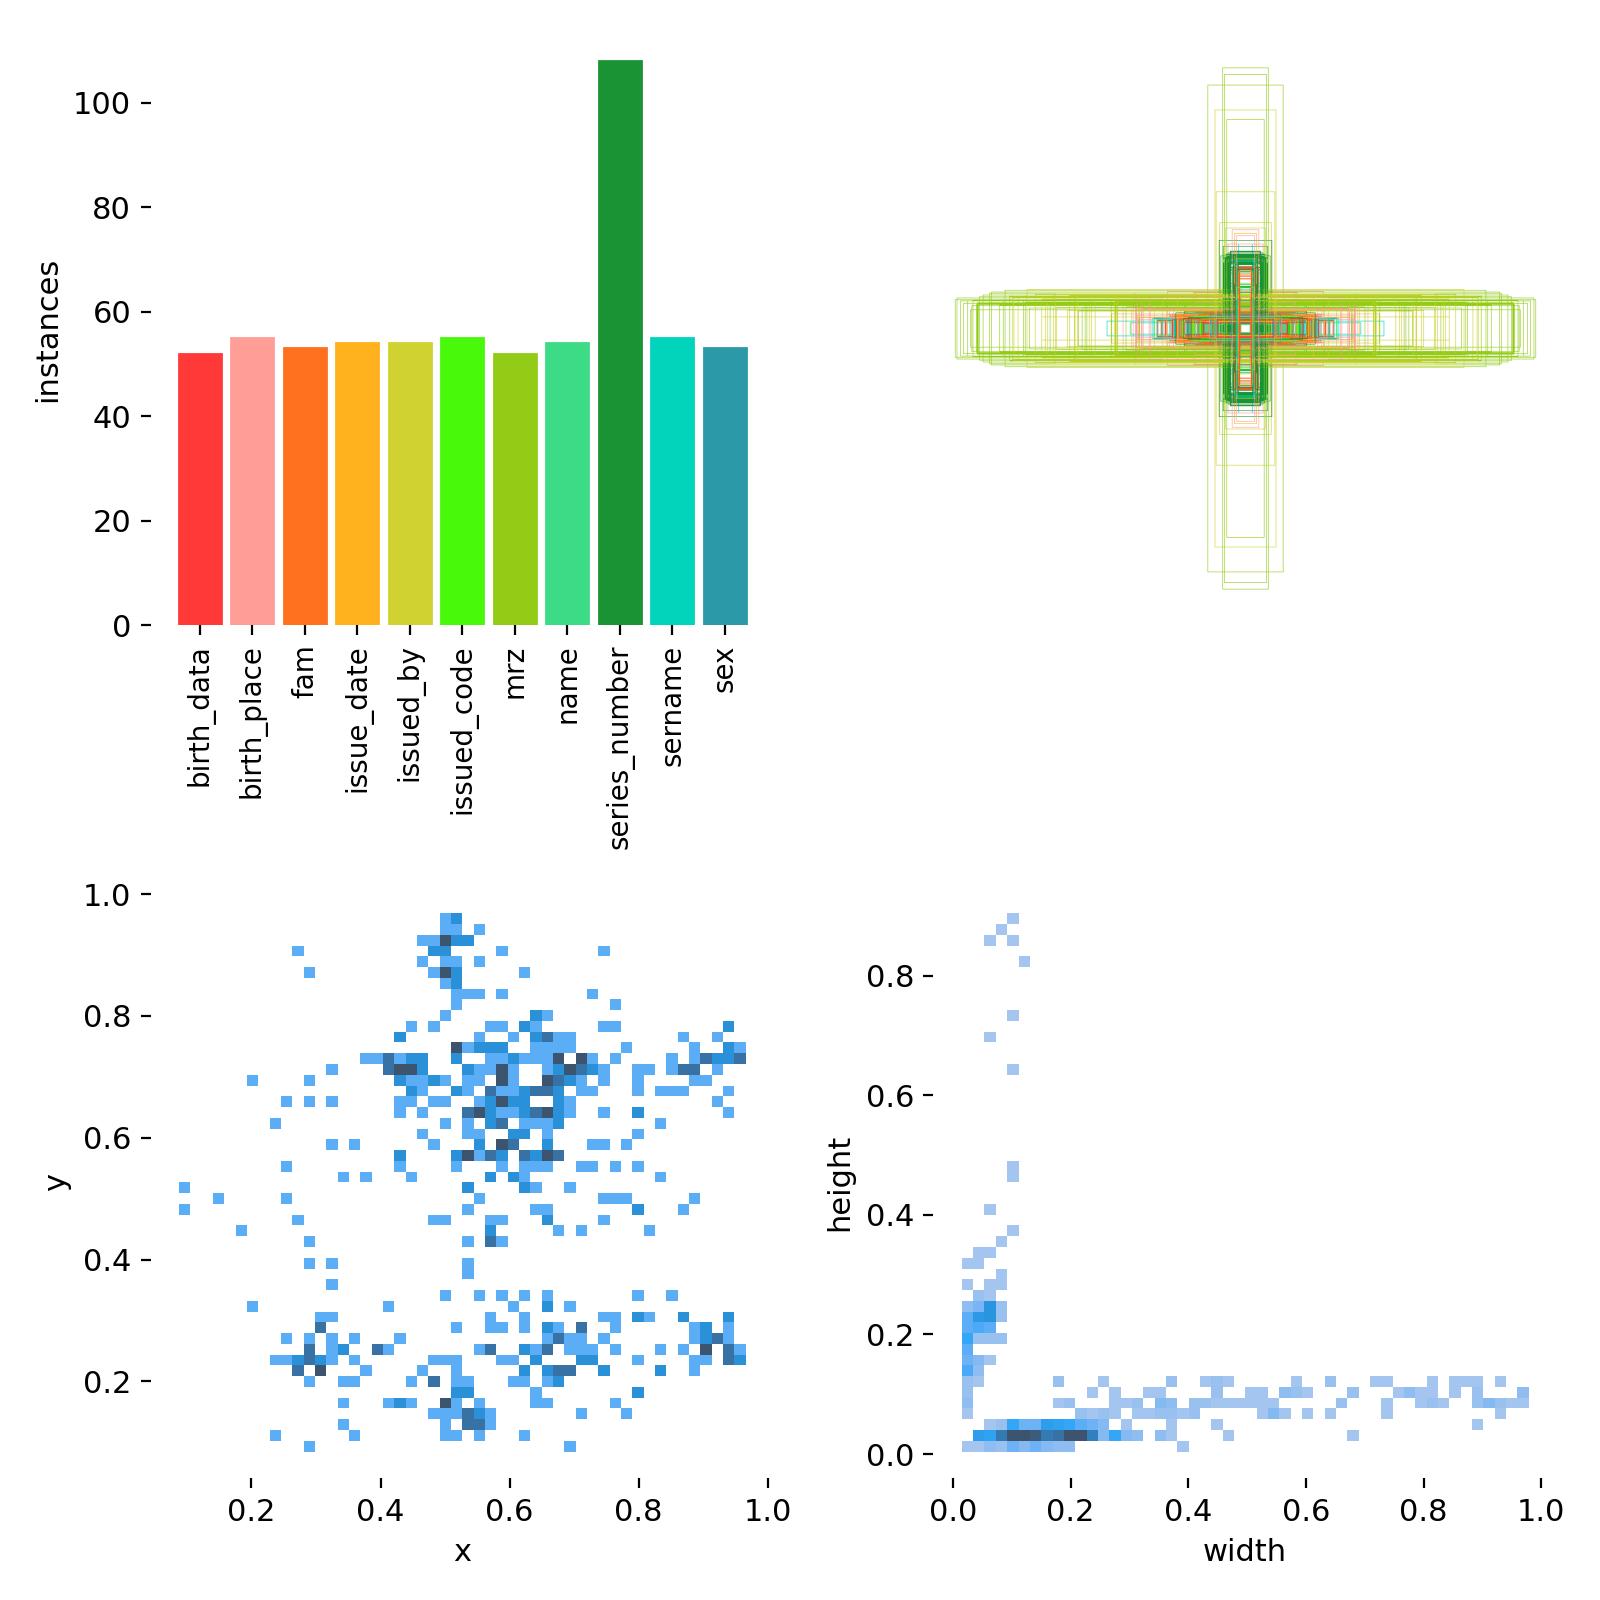 100
80
60
40
20
0
instances
birth_data
birth_place
fam
issue_date
issued_by
issued_code
mrz
name
series_number
sername
sex
1.0
0.8
0.6
0.4
0.2
y
0.2 0.4 0.6 0.8 1.0
x
0.8
0.6
0.4
0.2
0.0
height
0.0 0.2 0.4 0.6 0.8 1.0
width